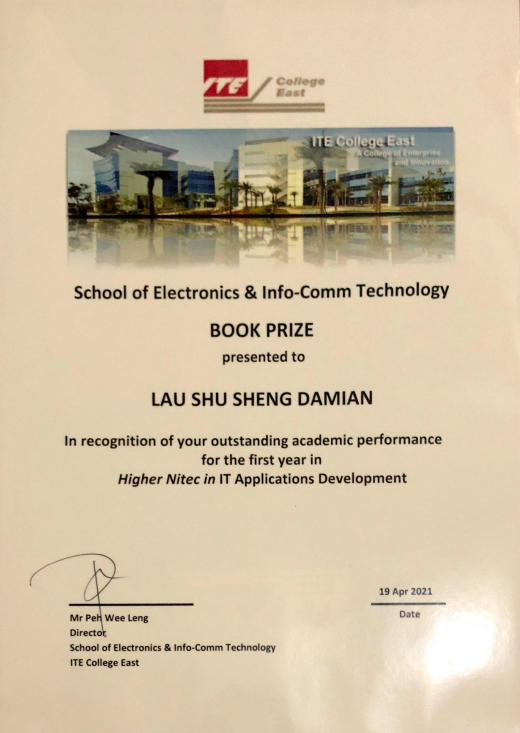 ITE College
East
ITE College East
A College of Enterprise
and Innovation
School of Electronics & Info-Comm Technology
BOOK PRIZE
presented to
LAU SHU SHENG DAMIAN
In recognition of your outstanding academic performance
for the first year in
Higher Nitec in IT Applications Development
19 Apr 2021
Date
Mr Peh Wee Leng
Director
School of Electronics & Info-Comm Technology
ITE College East